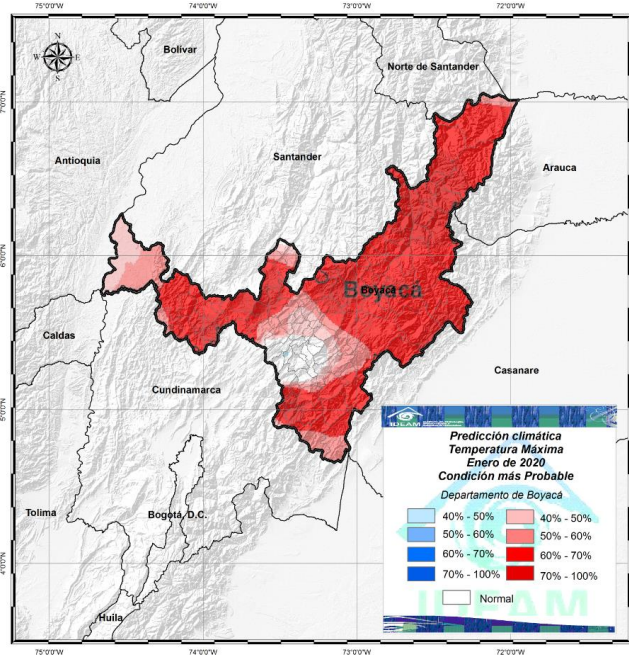 75°0'0"W 74°0'0"W 73°0'0"W 72°0'0"W
N
W E
S
Bolívar
Norte de Santander
7°0'0"N
Antioquia
Santander
Arauca
6°0'0"N
Boyacá
Boyacá
Caldas
Cundinamarca
Casanare
5°0'0"N
IDEAM
Predicción climática
Temperatura Máxima
Enero de 2020
Condición más Probable
Departamento de Boyacá
40% - 50% 40% - 50%
50% - 60% 50% - 60%
60% - 70% 60% - 70%
70% - 100% 70% - 100%
Normal
IDEAM
Tolima
Bogotá, D.C.
4°0'0"N
Huila
75°0'0"W 74°0'0"W 73°0'0"W 72°0'0"W